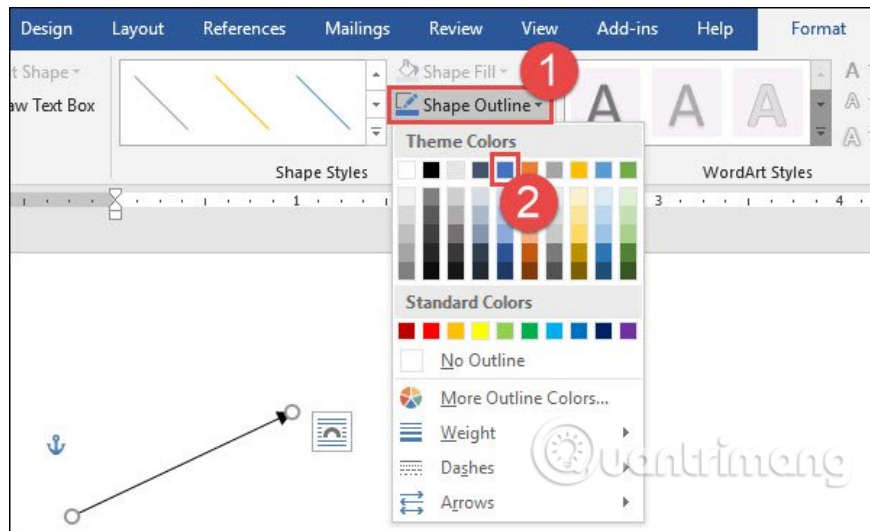 Design Layout References Mailings Review View Add-ins Help Format
t Shape
Shape Fill
1
aw Text Box
Shape Outline
A A A
A
A
A
Theme Colors
Shape Styles
WordArt Styles
2
1 3 4
Standard Colors
No Outline
More Outline Colors...
Weight
Dashes
Arrows
Quantrimang